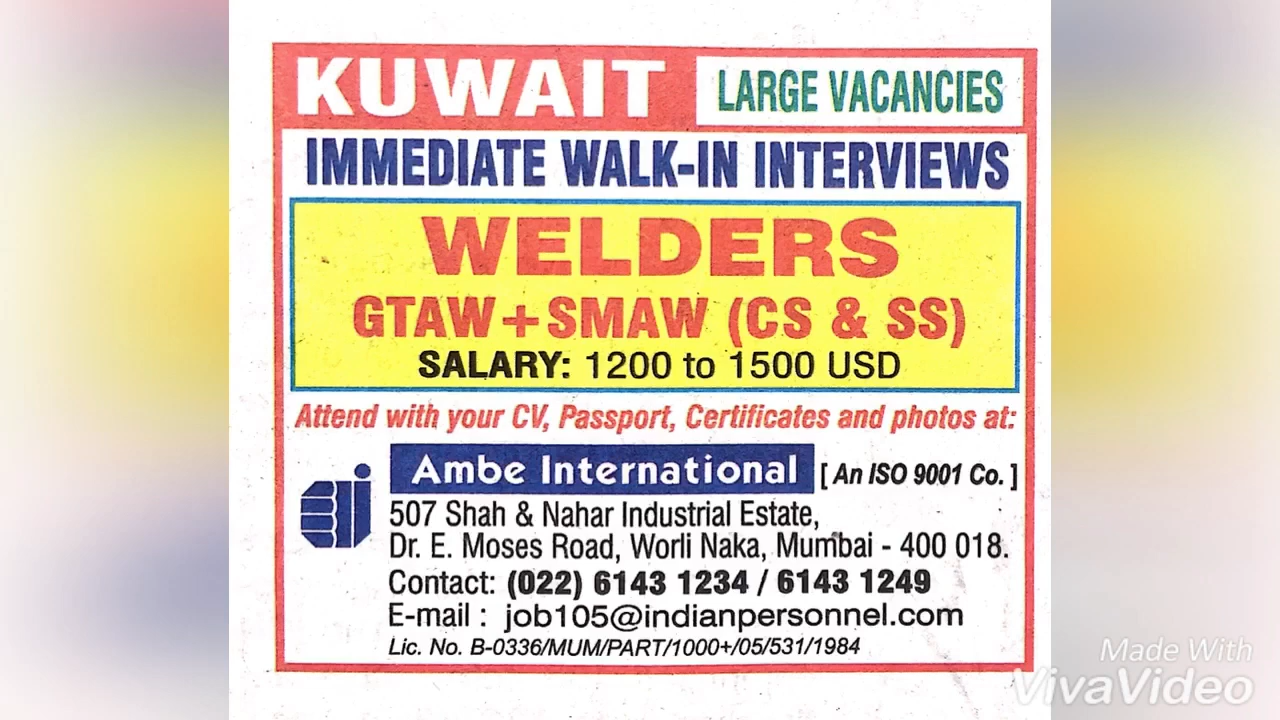 KUWAIT LARGE VACANCIES
IMMEDIATE WALK-IN INTERVIEWS
WELDERS
GTAW + SMAW (CS & SS)
SALARY: 1200 to 1500 USD
Attend with your CV, Passport, Certificates and photos at:
Ambe International [ An ISO 9001 Co. ]
507 Shah & Nahar Industrial Estate,
Dr. E. Moses Road, Worli Naka, Mumbai - 400 018.
Contact: (022) 6143 1234 / 6143 1249
E-mail : job105@indianpersonnel.com
Lic. No. B-0336/MUM/PART/1000+/05/531/1984
Made With
VivaVideo